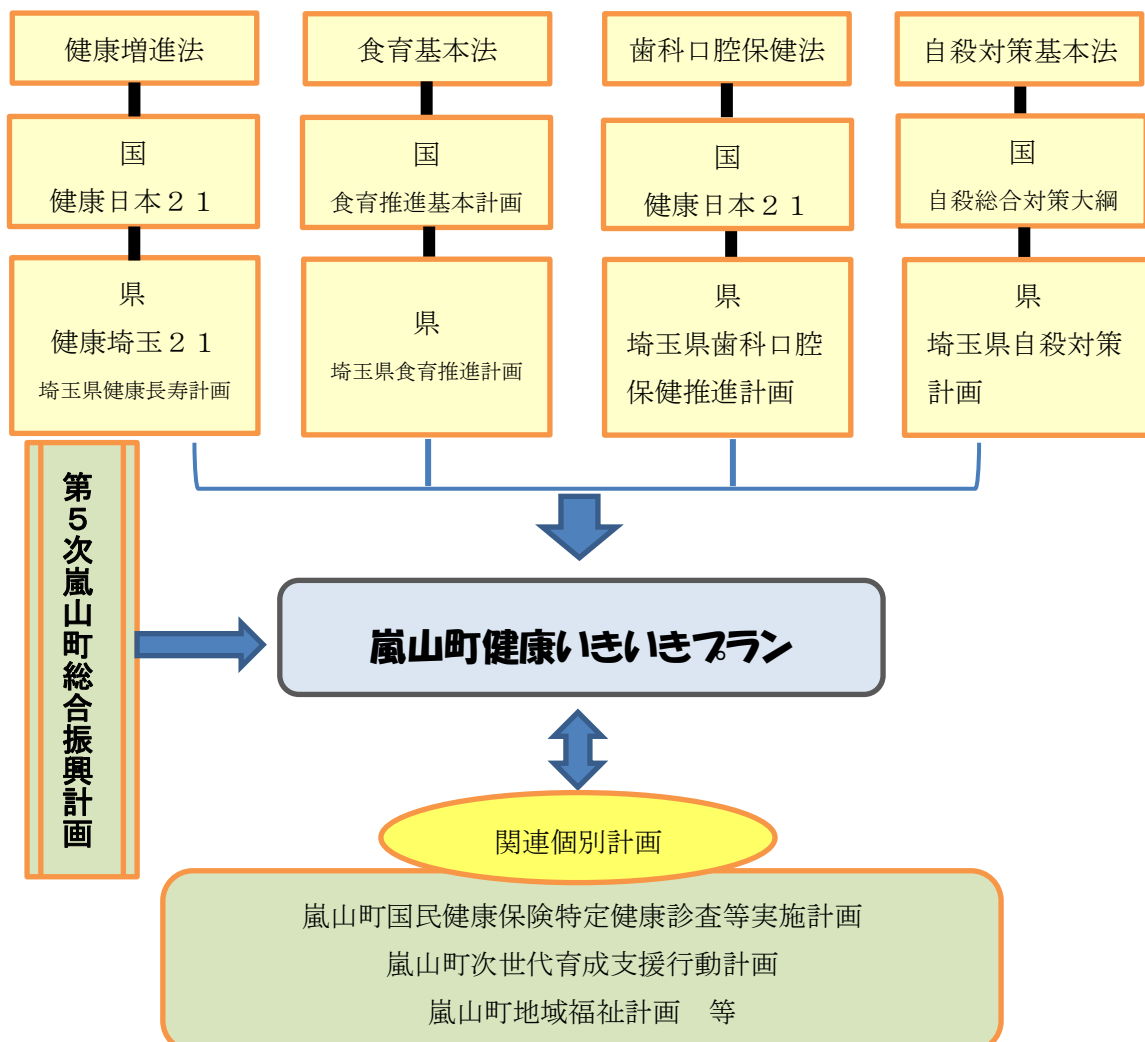 健康増進法
食育基本法
歯科口腔保健法
自殺対策基本法
国
健康日本２１
国
食育推進基本計画
国
健康日本２１
国
自殺総合対策大綱
県
健康埼玉２１
埼玉県健康長寿計画
県
埼玉県食育推進計画
県
埼玉県歯科口腔
保健推進計画
県
埼玉県自殺対策
計画
第５次嵐山町総合振興計画
嵐山町健康いきいきプラン
関連個別計画
嵐山町国民健康保険特定健康診査等実施計画
嵐山町次世代育成支援行動計画
嵐山町地域福祉計画　等